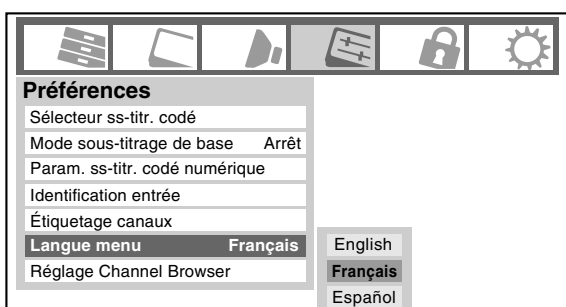 Préférences
Sélecteur ss-titr. codé
Mode sous-titrage de base Arrêt
Param. ss-titr. codé numérique
Identification entrée
Étiquetage canaux
Langue menu Français
Réglage Channel Browser
English
Français
Español